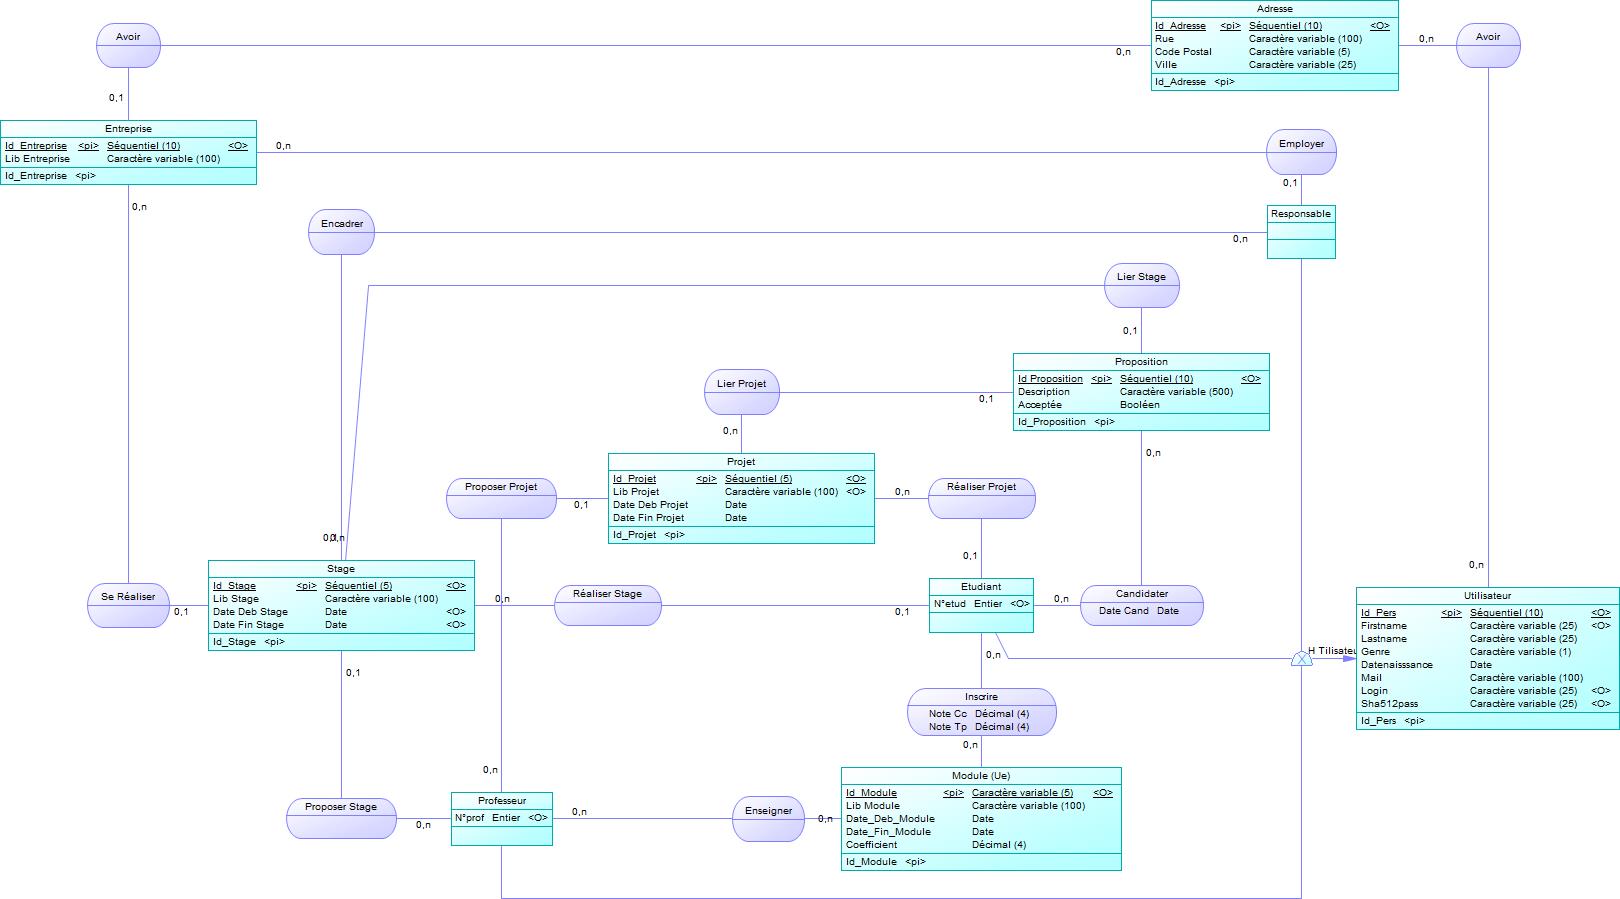 Adresse
Id_Adresse <pi> Séquentiel (10) <O>
Rue Caractère variable (100)
Code Postal Caractère variable (5)
Ville Caractère variable (25)
Id_Adresse <pi>
Avoir
0,n
0,n
Avoir
0,1
Entreprise
Id_Entreprise <pi> Séquentiel (10) <O>
Lib Entreprise Caractère variable (100)
Id_Entreprise <pi>
0,n
Employer
0,1
0,n
Responsable
Encadrer
0,n
Lier Stage
0,1
Proposition
Id Proposition <pi> Séquentiel (10) <O>
Description Caractère variable (500)
Acceptée Booléen
Id_Proposition <pi>
Lier Projet
0,1
0,n
0,n
Projet
Id_Projet <pi> Séquentiel (5) <O>
Lib Projet Caractère variable (100) <O>
Date Deb Projet Date
Date Fin Projet Date
Id_Projet <pi>
Proposer Projet
0,1
0,n
Réaliser Projet
0,1
Stage
Id_Stage <pi> Séquentiel (5) <O>
Lib Stage Caractère variable (100)
Date Deb Stage Date <O>
Date Fin Stage Date <O>
Id_Stage <pi>
Se Réaliser
0,1
0,n
Réaliser Stage
0,1
Etudiant
N°etud Entier <O>
0,n
Candidater
Date Cand Date
0,n
Utilisateur
Id_Pers <pi> Séquentiel (10) <O>
Firstname Caractère variable (25) <O>
Lastname Caractère variable (25)
Genre Caractère variable (1)
Datenaisssance Date
Mail Caractère variable (100)
Login Caractère variable (25) <O>
Sha512pass Caractère variable (25) <O>
Id_Pers <pi>
H Tilisateu
0,n
0,1
Inscrire
Note Cc Décimal (4)
Note Tp Décimal (4)
0,n
0,n
Module (Ue)
Id_Module <pi> Caractère variable (5) <O>
Lib Module Caractère variable (100)
Date_Deb_Module Date
Date_Fin_Module Date
Coefficient Décimal (4)
Id_Module <pi>
Proposer Stage
0,n
Professeur
N°prof Entier <O>
0,n
Enseigner
0,n